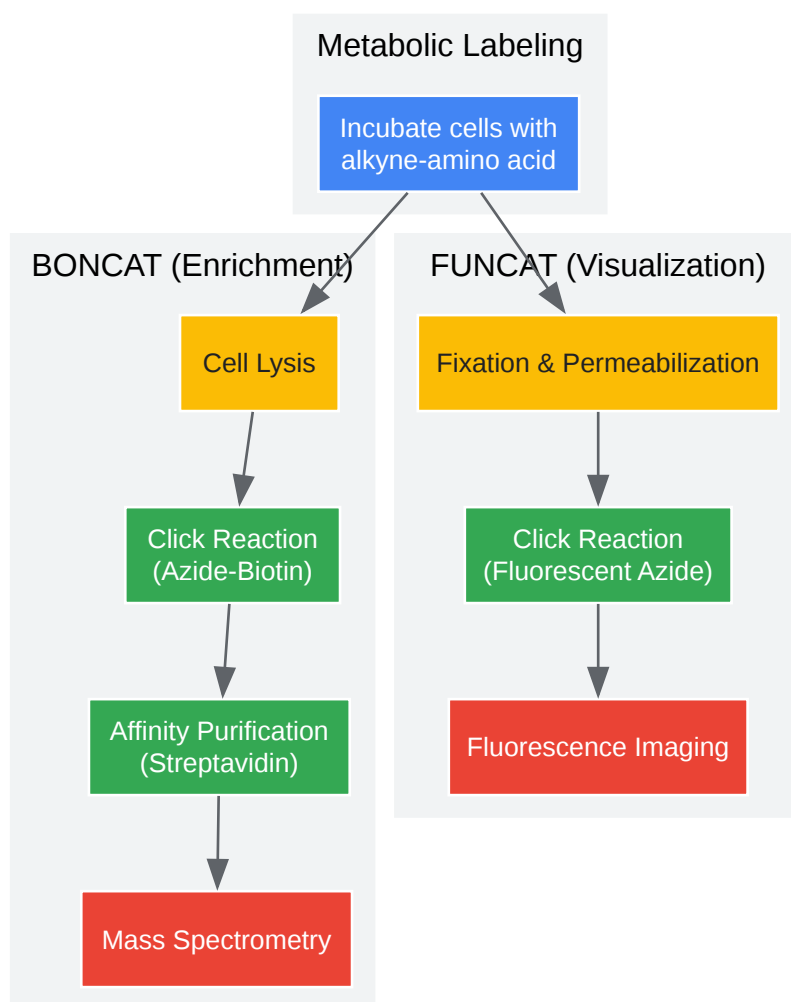 Metabolic Labeling
Incubate cells with
alkyne-amino acid
BONCAT (Enrichment)
Cell Lysis
Click Reaction
(Azide-Biotin)
Affinity Purification
(Streptavidin)
Mass Spectrometry
FUNCAT (Visualization)
Fixation & Permeabilization
Click Reaction
(Fluorescent Azide)
Fluorescence Imaging